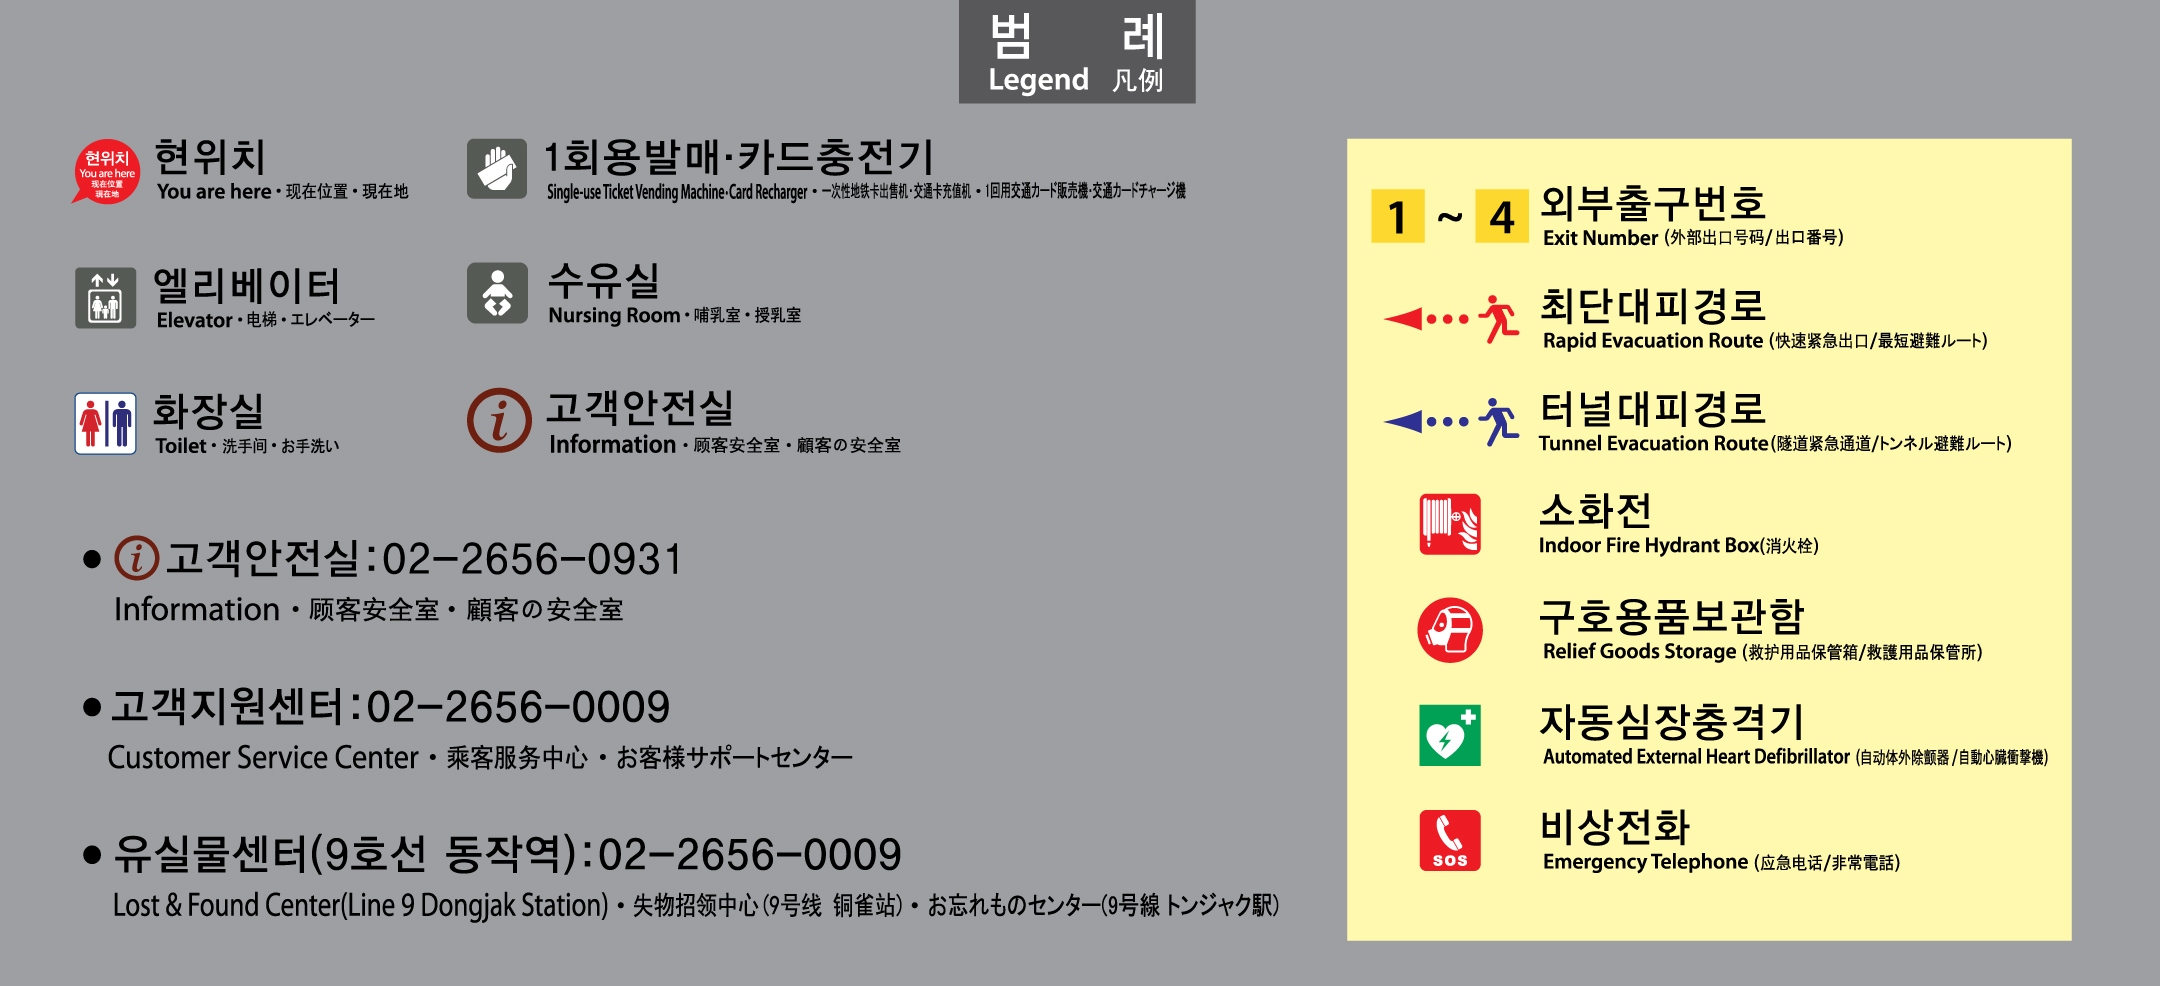 범 례
Legend 凡例
현위치
You are here
现在位置
現在地
현위치
You are here・现在位置・現在地
1회용발매·카드충전기
Single-use Ticket Vending Machine·Card Recharger・一次性地铁卡出售机·交通卡充值机・1回用交通カード販売機·交通カードチャージ機
엘리베이터
Elevator・电梯・エレベーター
수유실
Nursing Room・哺乳室・授乳室
화장실
Toilet・洗手间・お手洗い
i
고객안전실
Information・顾客安全室・顧客の安全室
● i 고객안전실:02-2656-0931
Information・顾客安全室・顧客の安全室
● 고객지원센터:02-2656-0009
Customer Service Center・乘客服务中心・お客様サポートセンター
● 유실물센터(9호선 동작역):02-2656-0009
Lost & Found Center(Line 9 Dongjak Station)・失物招领中心(9号线 铜雀站)・お忘れものセンター(9号線 トンジャク駅)
1 ~ 4 외부출구번호
Exit Number (外部出口号码/出口番号)
최단대피경로
Rapid Evacuation Route (快速紧急出口/最短避難ルート)
터널대피경로
Tunnel Evacuation Route(隧道紧急通道/トンネル避難ルート)
소화전
Indoor Fire Hydrant Box(消火栓)
구호용품보관함
Relief Goods Storage (救护用品保管箱/救護用品保管所)
자동심장충격기
Automated External Heart Defibrillator (自动体外除颤器/自動心臓衝撃機)
SOS
비상전화
Emergency Telephone (应急电话/非常電話)